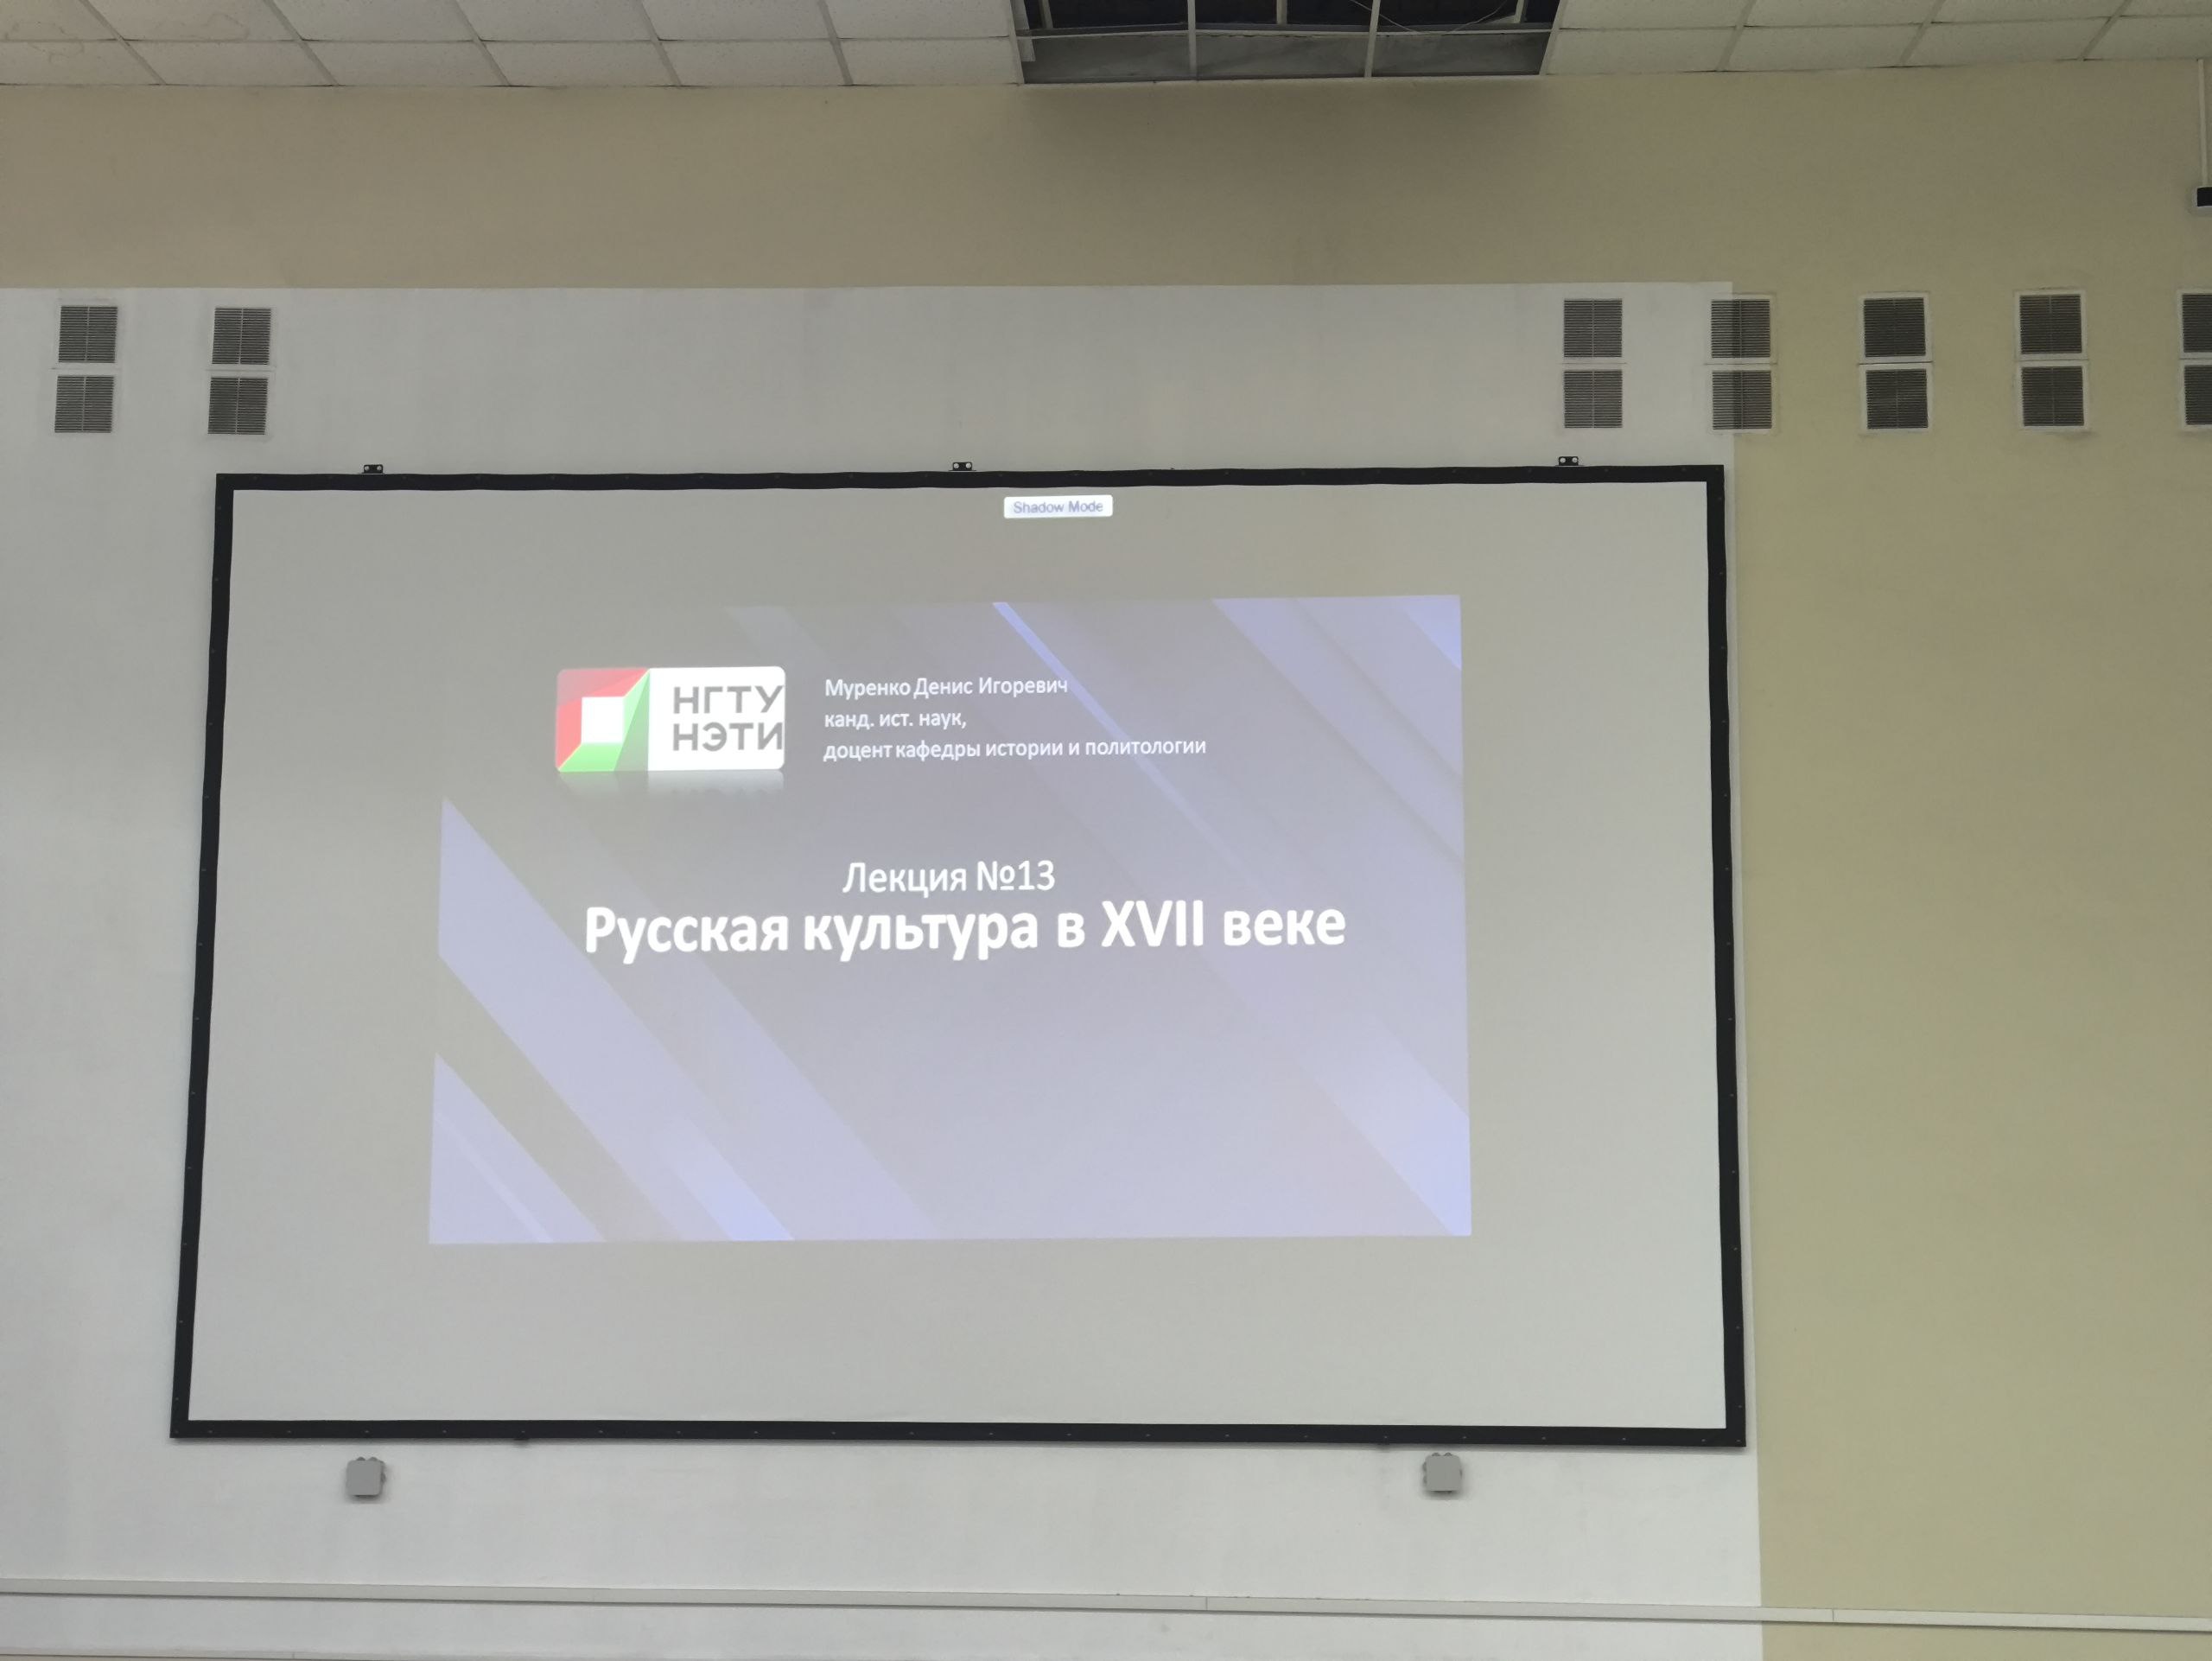 Shadow Mode
НГТУ
НЭТИ
Муренко Денис Игоревич
канд. ист. наук,
доцент кафедры истории и политологии
Лекция №13
Русская культура в XVII веке